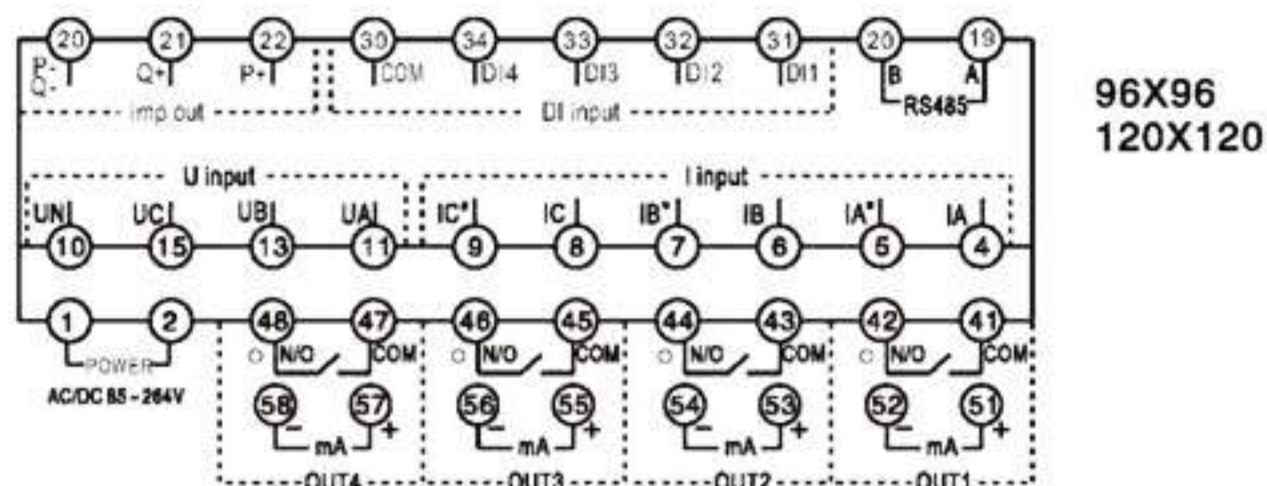 20 21 22 30 34 33 32 31 20 19
P- Q- Q+ P+ COM DI4 DI3 DI2 DI1 B A
Imp out DI input RS485
96X96
120X120
U input I input
UN UC UB UA IC* IC IB* IB IA* IA
10 15 13 11 9 8 7 6 5 4
1 2 48 47 46 45 44 43 42 41
POWER N/O COM N/O COM N/O COM N/O COM
AC/DC 85~264V
58 57 56 55 54 53 52 51
- mA + - mA + - mA + - mA +
OUT4 OUT3 OUT2 OUT1